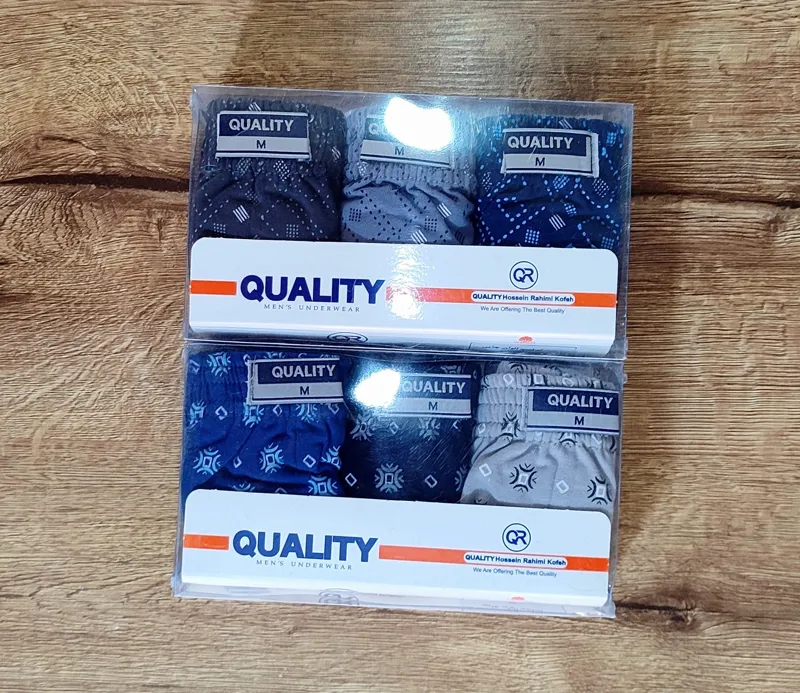 QUALITY
M
QUALITY
M
QUALITY
MEN'S UNDERWEAR
QR
QUALITY Hossein Rahimi Kofeh
We Are Offering The Best Quality
QUALITY
M
QUALITY
M
QUALITY
M
QUALITY
MEN'S UNDERWEAR
QR
QUALITY Hossein Rahimi Kofeh
We Are Offering The Best Quality